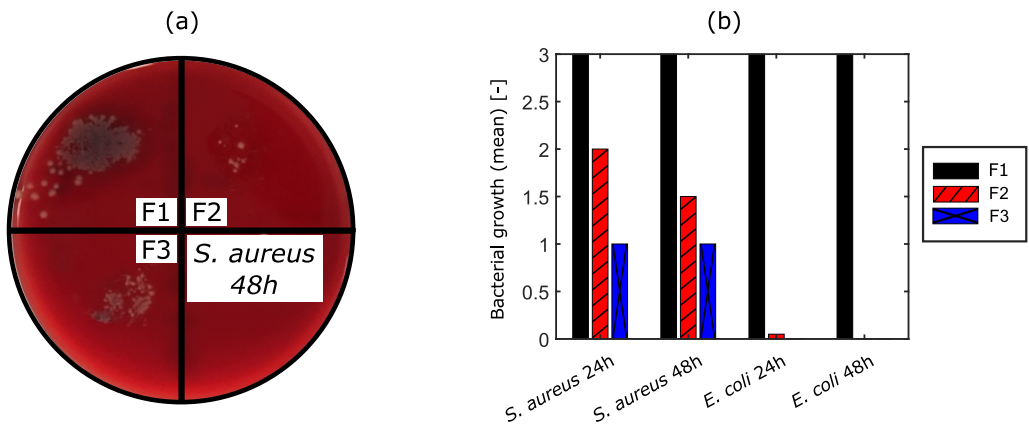 (a)
F1
F2
F3
S. aureus
48h
(b)
Bacterial growth (mean) [-]
3
2.5
2
1.5
1
0.5
0
S. aureus 24h
S. aureus 48h
E. coli 24h
E. coli 48h
F1
F2
F3